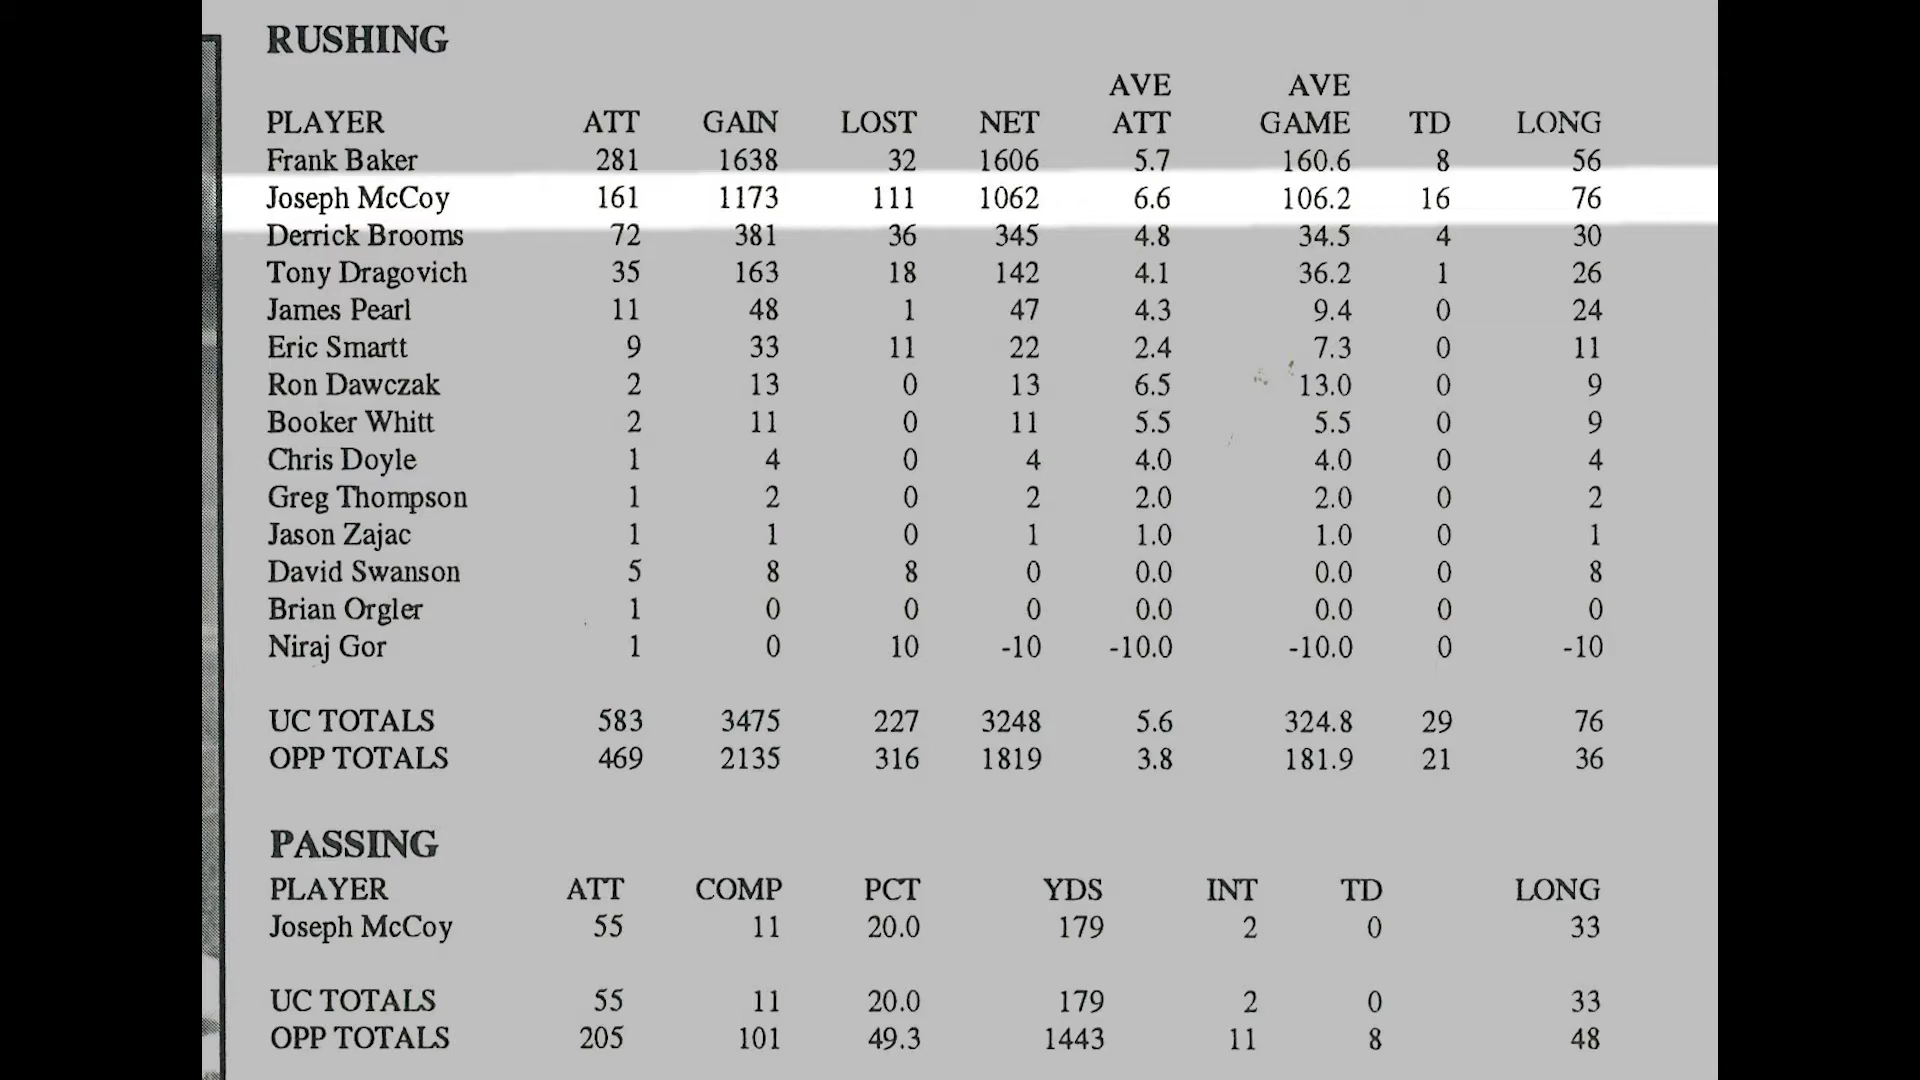 RUSHING
AVE AVE
PLAYER ATT GAIN LOST NET ATT GAME TD LONG
Frank Baker 281 1638 32 1606 5.7 160.6 8 56
Joseph McCoy 161 1173 111 1062 6.6 106.2 16 76
Derrick Brooms 72 381 36 345 4.8 34.5 4 30
Tony Dragovich 35 163 18 142 4.1 36.2 1 26
James Pearl 11 48 1 47 4.3 9.4 0 24
Eric Smartt 9 33 11 22 2.4 7.3 0 11
Ron Dawczak 2 13 0 13 6.5 13.0 0 9
Booker Whitt 2 11 0 11 5.5 5.5 0 9
Chris Doyle 1 4 0 4 4.0 4.0 0 4
Greg Thompson 1 2 0 2 2.0 2.0 0 2
Jason Zajac 1 1 0 1 1.0 1.0 0 1
David Swanson 5 8 8 0 0.0 0.0 0 8
Brian Orgler 1 0 0 0 0.0 0.0 0 0
Niraj Gor 1 0 10 -10 -10.0 -10.0 0 -10
UC TOTALS 583 3475 227 3248 5.6 324.8 29 76
OPP TOTALS 469 2135 316 1819 3.8 181.9 21 36
PASSING
PLAYER ATT COMP PCT YDS INT TD LONG
Joseph McCoy 55 11 20.0 179 2 0 33
UC TOTALS 55 11 20.0 179 2 0 33
OPP TOTALS 205 101 49.3 1443 11 8 48